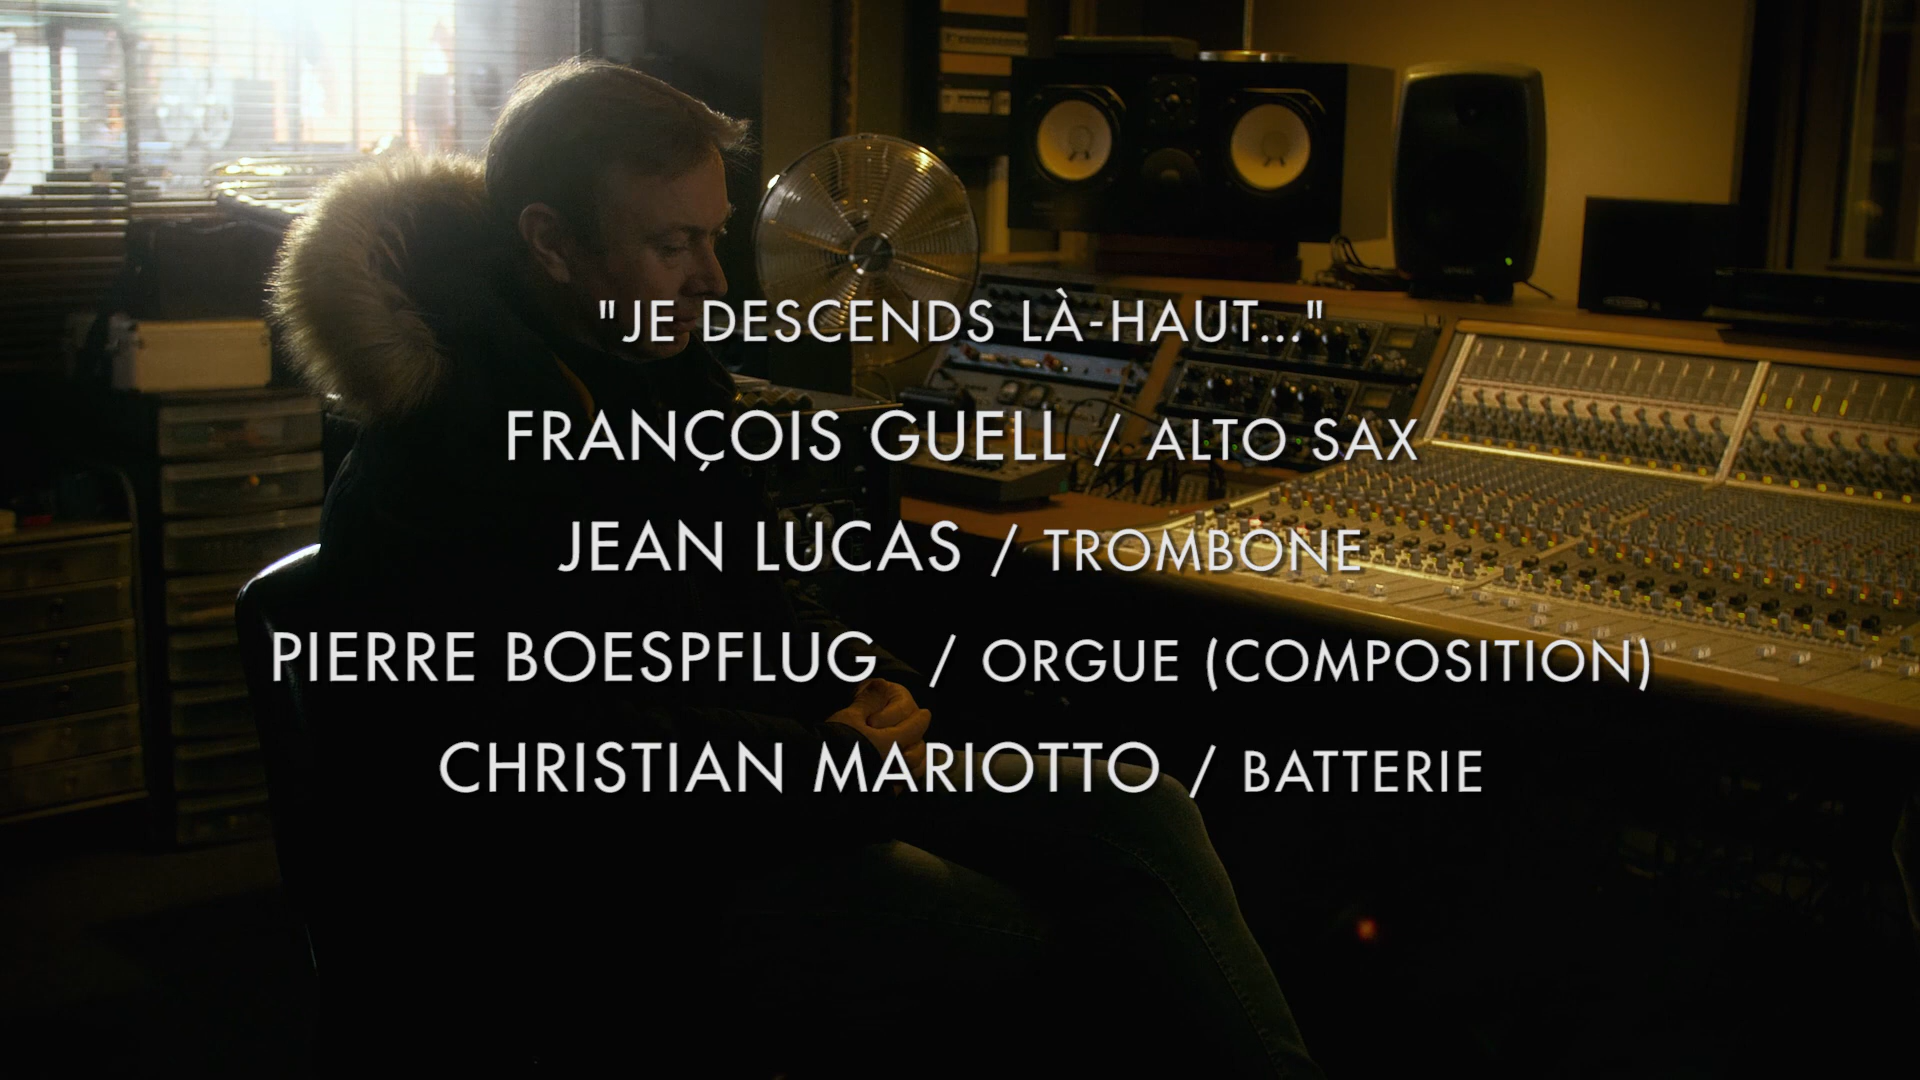 "JE DESCENDS LÀ-HAUT..."
FRANÇOIS GUELL / ALTO SAX
JEAN LUCAS / TROMBONE
PIERRE BOESPFLUG / ORGUE (COMPOSITION)
CHRISTIAN MARIOTTO / BATTERIE